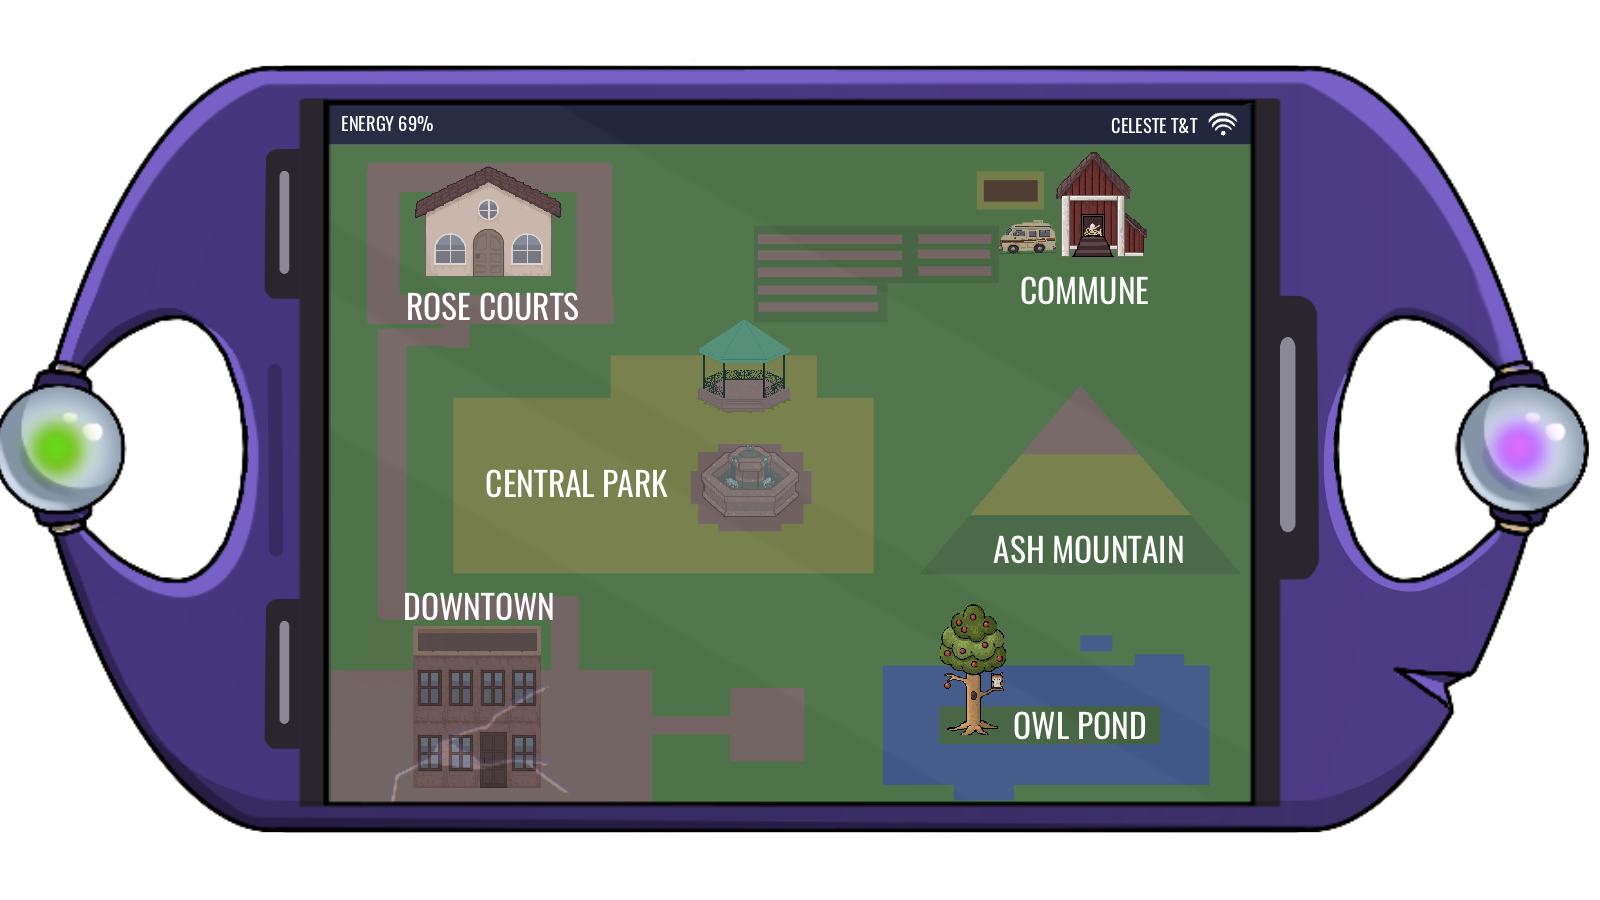 ENERGY 69%
CELESTE T&T
ROSE COURTS
COMMUNE
CENTRAL PARK
ASH MOUNTAIN
DOWNTOWN
OWL POND